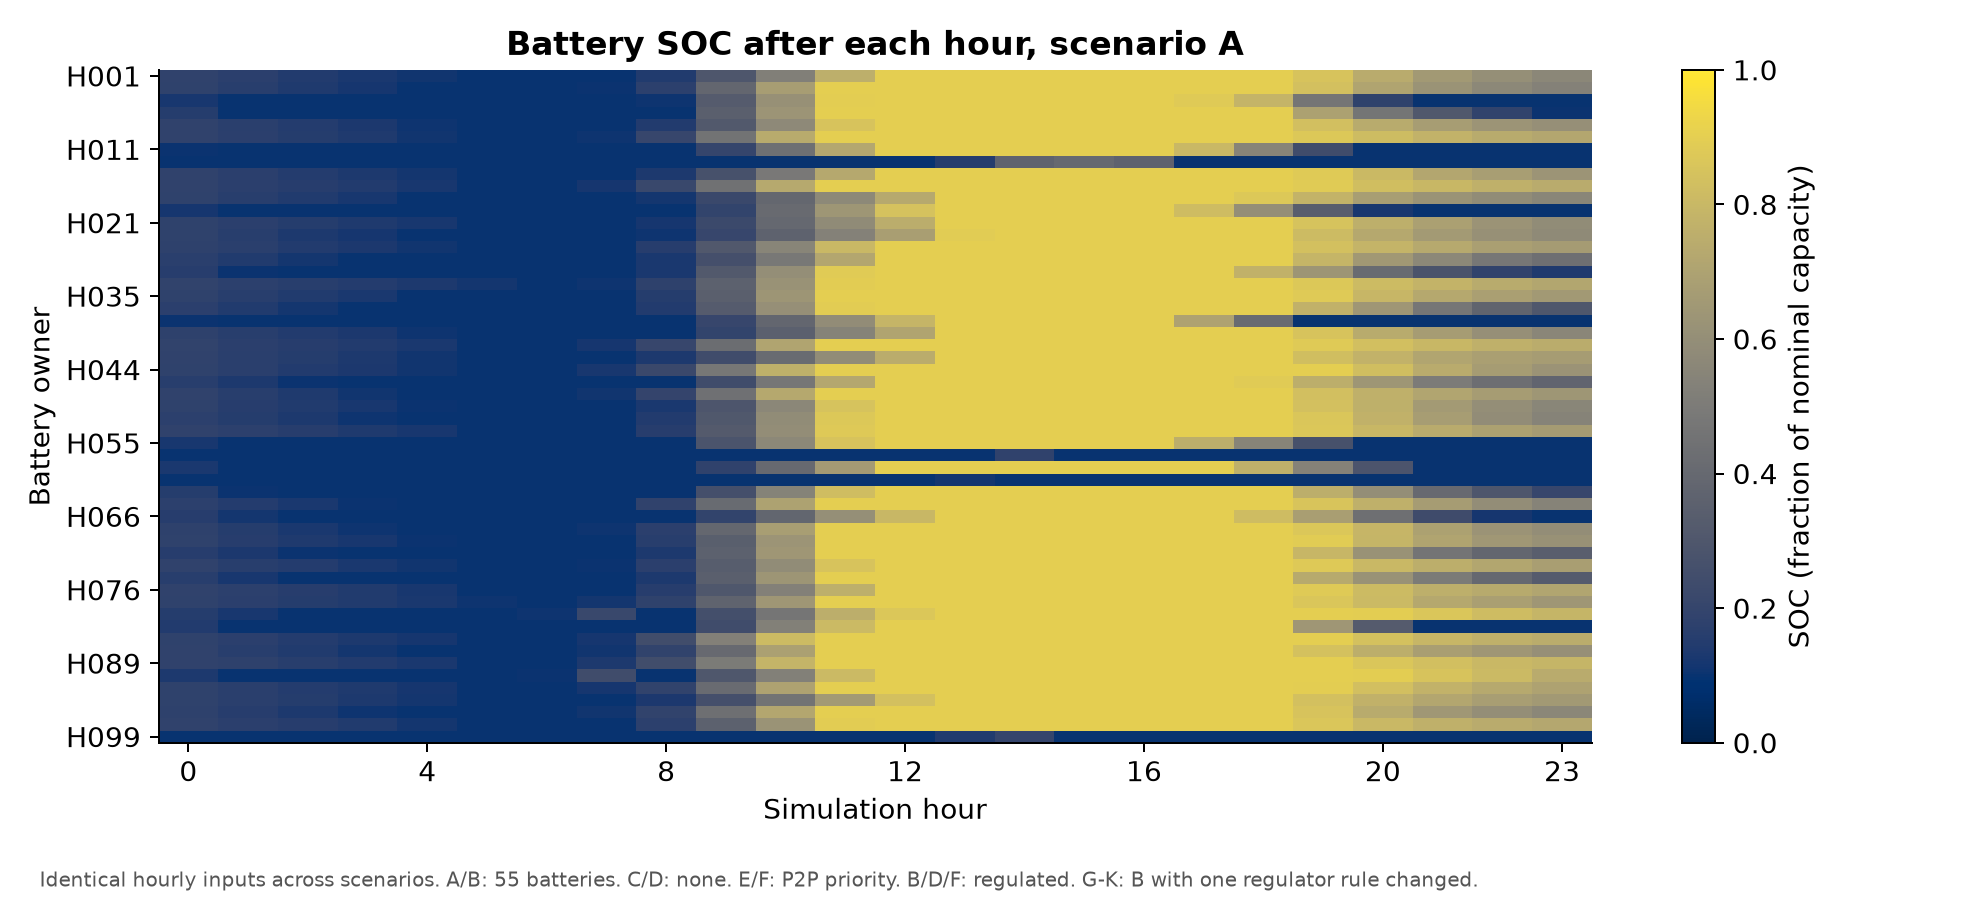 Battery SOC after each hour, scenario A
Battery owner
H001
H011
H021
H035
H044
H055
H066
H076
H089
H099
0 4 8 12 16 20 23
Simulation hour
1.0
0.8
0.6
0.4
0.2
0.0
SOC (fraction of nominal capacity)
Identical hourly inputs across scenarios. A/B: 55 batteries. C/D: none. E/F: P2P priority. B/D/F: regulated. G-K: B with one regulator rule changed.